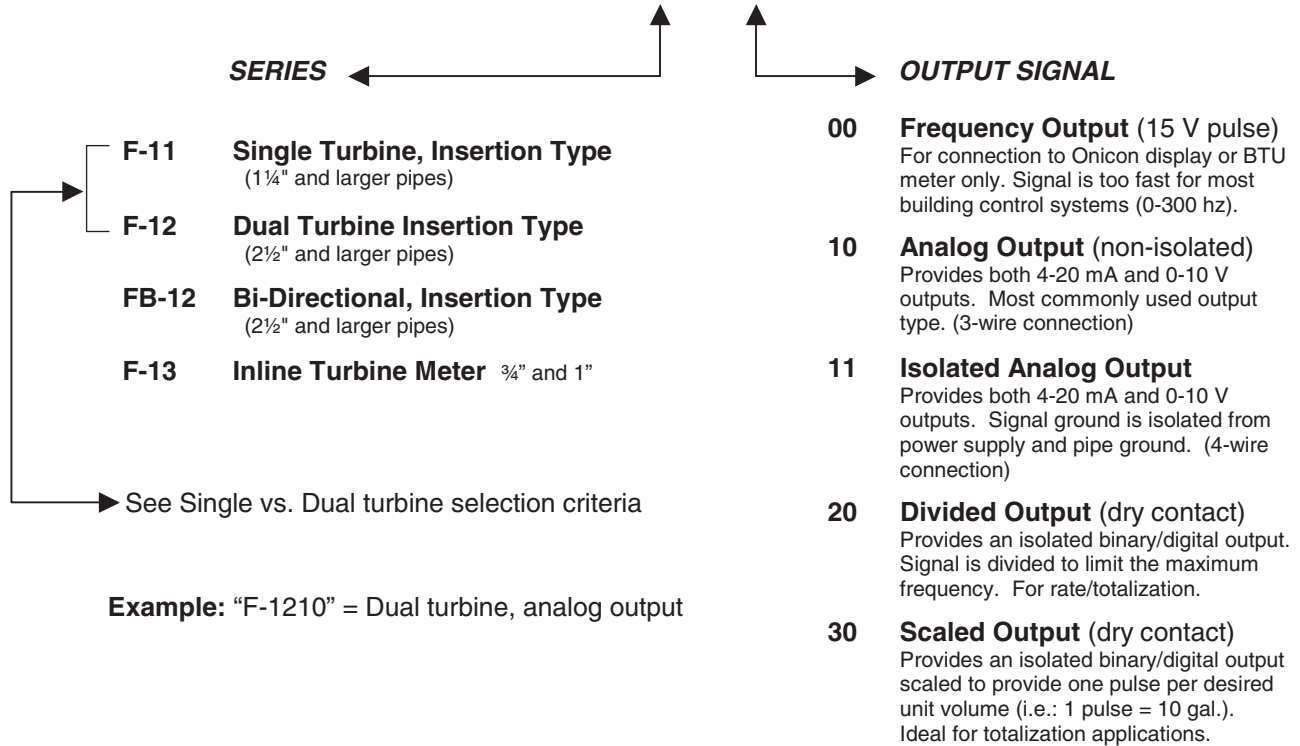 SERIES
F-11 Single Turbine, Insertion Type
(1¼" and larger pipes)
F-12 Dual Turbine Insertion Type
(2½" and larger pipes)
FB-12 Bi-Directional, Insertion Type
(2½" and larger pipes)
F-13 Inline Turbine Meter ¾” and 1”
See Single vs. Dual turbine selection criteria
Example: “F-1210” = Dual turbine, analog output
OUTPUT SIGNAL
00 Frequency Output (15 V pulse)
For connection to Onicon display or BTU
meter only. Signal is too fast for most
building control systems (0-300 hz).
10 Analog Output (non-isolated)
Provides both 4-20 mA and 0-10 V
outputs. Most commonly used output
type. (3-wire connection)
11 Isolated Analog Output
Provides both 4-20 mA and 0-10 V
outputs. Signal ground is isolated from
power supply and pipe ground. (4-wire
connection)
20 Divided Output (dry contact)
Provides an isolated binary/digital output.
Signal is divided to limit the maximum
frequency. For rate/totalization.
30 Scaled Output (dry contact)
Provides an isolated binary/digital output
scaled to provide one pulse per desired
unit volume (i.e.: 1 pulse = 10 gal.).
Ideal for totalization applications.